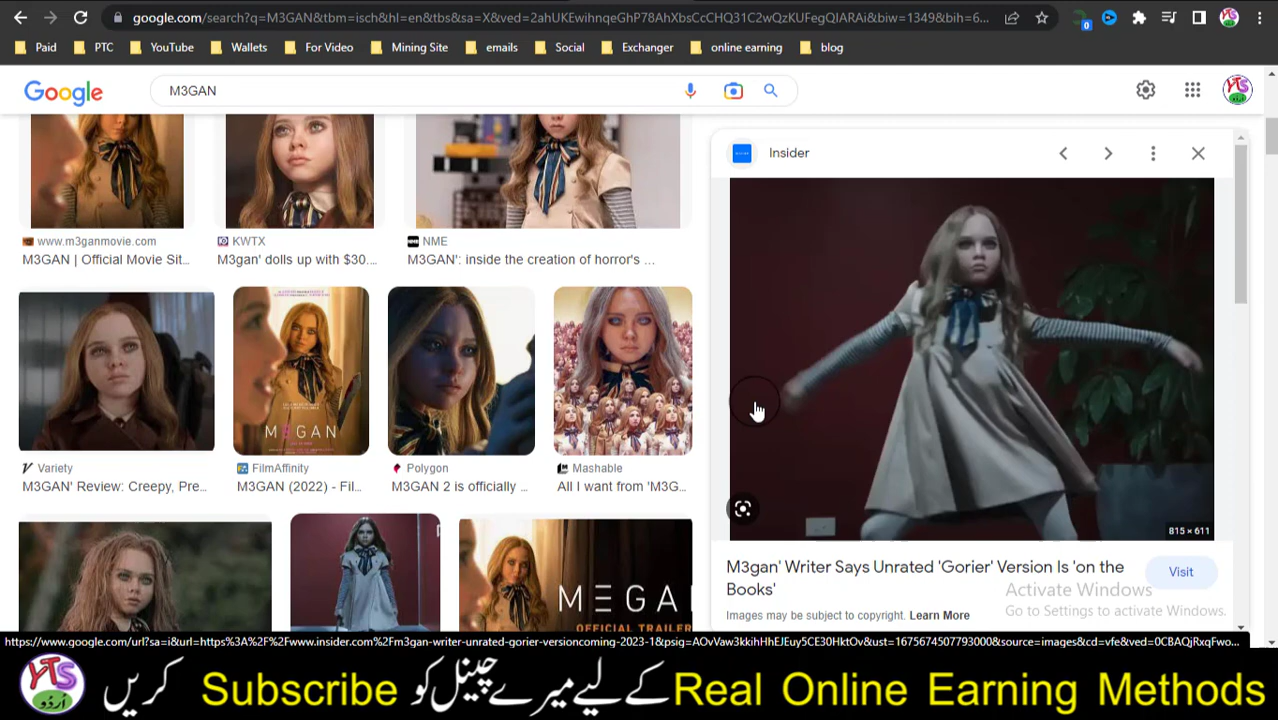 google.com/search?q=M3GAN&tbm=isch&hl=en&tbs&sa=X&ved=2ahUKEwihnqeGhP78AhXbsCcCHQ31C2wQzKUFegQIARAi&biw=1349&bih=6...
0
Paid PTC YouTube Wallets For Video Mining Site emails Social Exchanger online earning blog
Google M3GAN YTS اردو
www.m3ganmovie.com
M3GAN | Official Movie Sit...
KWTX
M3gan' dolls up with $30....
NME
M3GAN': inside the creation of horror's ...
Insider
M3GAN
Variety
M3GAN' Review: Creepy, Pre...
FilmAffinity
M3GAN (2022) - Fil...
Polygon
M3GAN 2 is officially ...
Mashable
All I want from 'M3G...
MEGA
OFFICIAL TRAILER
815 × 611
M3gan' Writer Says Unrated 'Gorier' Version Is 'on the
Books'
Visit
Images may be subject to copyright. Learn More
Activate Windows
Go to Settings to activate Windows.
https://www.google.com/url?sa=i&url=https%3A%2F%2Fwww.insider.com%2Fm3gan-writer-unrated-gorier-versioncoming-2023-1&psig=AOvVaw3kkihHhEJEuy5CE30HktOv&ust=1675674507793000&source=images&cd=vfe&ved=0CBAQjRxqFwo...
YTS اردو
Real Online Earning Methods کے لیے میرے چینل کو Subscribe کریں